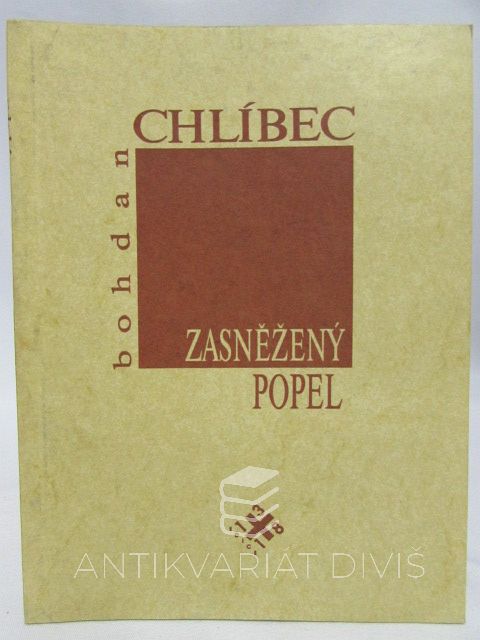 bohdan
CHLÍBEC
ZASNĚŽENÝ
POPEL
ANTIKVARIÁT DIVIŠ